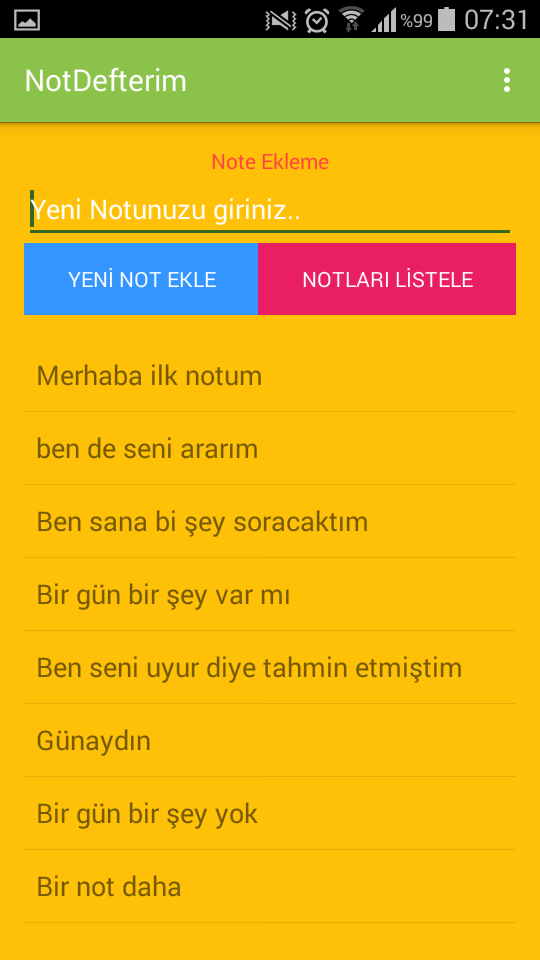 %99 07:31
NotDefterim
Note Ekleme
Yeni Notunuzu giriniz..
YENİ NOT EKLE NOTLARI LİSTELE
Merhaba ilk notum
ben de seni ararım
Ben sana bi şey soracaktım
Bir gün bir şey var mı
Ben seni uyur diye tahmin etmiştim
Günaydın
Bir gün bir şey yok
Bir not daha